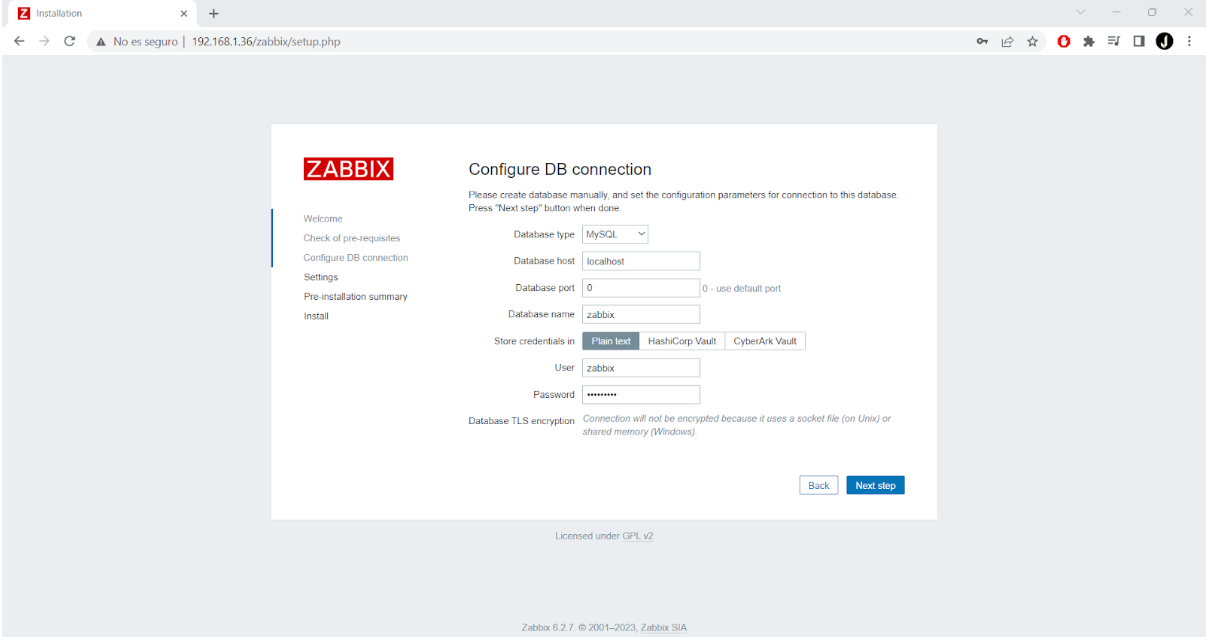 Installation
No es seguro | 192.168.1.36/zabbix/setup.php
ZABBIX
Welcome
Check of pre-requisites
Configure DB connection
Settings
Pre-installation summary
Install
Configure DB connection
Please create database manually, and set the configuration parameters for connection to this database.
Press "Next step" button when done.
Database type MySQL
Database host localhost
Database port 0 0 - use default port
Database name zabbix
Store credentials in Plain text HashiCorp Vault CyberArk Vault
User zabbix
Password •••••••••
Database TLS encryption Connection will not be encrypted because it uses a socket file (on Unix) or
shared memory (Windows).
Back Next step
Licensed under GPL v2
Zabbix 6.2.7. © 2001–2023, Zabbix SIA